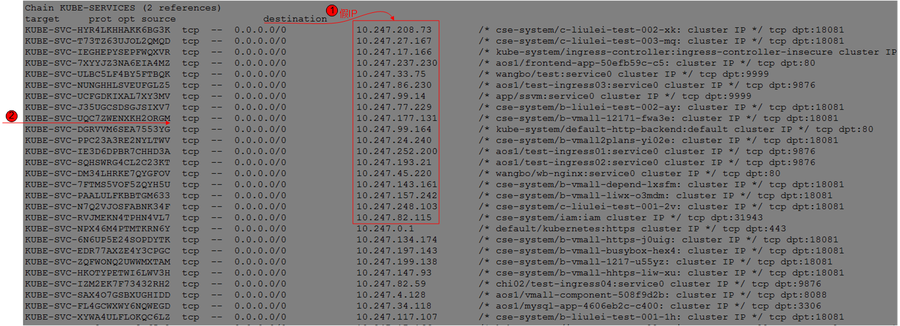 Chain KUBE-SERVICES (2 references)
target prot opt source destination
1 假IP
KUBE-SVC-HYR4LKHHAKK6BG3K tcp -- 0.0.0.0/0 10.247.208.73 /* cse-system/c-liulei-test-002-xk: cluster IP */ tcp dpt:18081
KUBE-SVC-T73TZ63UJOL2QMQD tcp -- 0.0.0.0/0 10.247.27.167 /* cse-system/c-liulei-test-003-mq: cluster IP */ tcp dpt:18081
KUBE-SVC-IEGHEPYSEPFWQXVR tcp -- 0.0.0.0/0 10.247.17.166 /* kube-system/ingress-controller:ingress-controller-insecure cluster IP
KUBE-SVC-7XYYJZ3NA6EIA4MZ tcp -- 0.0.0.0/0 10.247.237.230 /* aos1/frontend-app-50efb59c-c5: cluster IP */ tcp dpt:80
KUBE-SVC-ULBC5LF4BY5FTBQK tcp -- 0.0.0.0/0 10.247.33.75 /* wangbo/test:service0 cluster IP */ tcp dpt:9999
KUBE-SVC-NUNGHHLSVEUFGLZ5 tcp -- 0.0.0.0/0 10.247.86.230 /* aos1/test-ingress03:service0 cluster IP */ tcp dpt:9876
KUBE-SVC-UCFGDKIXAL7XY3MV tcp -- 0.0.0.0/0 10.247.99.14 /* app/ssvm:service0 cluster IP */ tcp dpt:9999
KUBE-SVC-J35UGCSDSGJSIXV7 tcp -- 0.0.0.0/0 10.247.77.229 /* cse-system/b-liulei-test-002-ay: cluster IP */ tcp dpt:18081
2
KUBE-SVC-UQC7ZWENXKH2ORGM tcp -- 0.0.0.0/0 10.247.177.131 /* cse-system/b-vmall-12171-fwa3e: cluster IP */ tcp dpt:18081
KUBE-SVC-DGRVVM6SEA7553YG tcp -- 0.0.0.0/0 10.247.99.164 /* kube-system/default-http-backend:default cluster IP */ tcp dpt:80
KUBE-SVC-PPC23A3RE2NYLTWV tcp -- 0.0.0.0/0 10.247.24.240 /* cse-system/b-vmall12plans-yi02e: cluster IP */ tcp dpt:18081
KUBE-SVC-IE3D6DPBR7CHHD3A tcp -- 0.0.0.0/0 10.247.252.200 /* aos1/test-ingress01:service0 cluster IP */ tcp dpt:9876
KUBE-SVC-SQHSWRG4CL2C23KT tcp -- 0.0.0.0/0 10.247.193.21 /* aos1/test-ingress02:service0 cluster IP */ tcp dpt:9876
KUBE-SVC-DM34LHRKE7QYGFOV tcp -- 0.0.0.0/0 10.247.45.220 /* wangbo/wb-nginx:service0 cluster IP */ tcp dpt:80
KUBE-SVC-7FTMS5VOF5ZQYH5U tcp -- 0.0.0.0/0 10.247.143.161 /* cse-system/b-vmall-depend-lxsfm: cluster IP */ tcp dpt:18081
KUBE-SVC-PAALULFKBBTGM633 tcp -- 0.0.0.0/0 10.247.157.242 /* cse-system/b-vmall-liwx-o3mdm: cluster IP */ tcp dpt:18081
KUBE-SVC-N7Q2VJOSFABNK34F tcp -- 0.0.0.0/0 10.247.248.103 /* cse-system/c-liulei-test-001-2v: cluster IP */ tcp dpt:18081
KUBE-SVC-RVJMEKN4TPHN4VL7 tcp -- 0.0.0.0/0 10.247.82.115 /* cse-system/iam:iam cluster IP */ tcp dpt:31943
KUBE-SVC-NPX46M4PTMTKRN6Y tcp -- 0.0.0.0/0 10.247.0.1 /* default/kubernetes:https cluster IP */ tcp dpt:443
KUBE-SVC-6N6UP5E24SOPDYTK tcp -- 0.0.0.0/0 10.247.134.174 /* cse-system/b-vmall-https-j0uig: cluster IP */ tcp dpt:18081
KUBE-SVC-EDR77AXZE4Y3CPGC tcp -- 0.0.0.0/0 10.247.197.143 /* cse-system/b-vmall-busybox-hex4: cluster IP */ tcp dpt:18081
KUBE-SVC-ZQFWONQ2UWWMXTAM tcp -- 0.0.0.0/0 10.247.199.138 /* cse-system/b-vmall-1217-u55yz: cluster IP */ tcp dpt:18081
KUBE-SVC-HKOTYPETWI6LWV3H tcp -- 0.0.0.0/0 10.247.147.93 /* cse-system/b-vmall-hhttps-liw-xu: cluster IP */ tcp dpt:18081
KUBE-SVC-IZM2EK7F73432RH2 tcp -- 0.0.0.0/0 10.247.82.59 /* chi02/test-ingress04:service0 cluster IP */ tcp dpt:9876
KUBE-SVC-SAX4O7GSBXUGHIDD tcp -- 0.0.0.0/0 10.247.4.128 /* aos1/vmall-component-508f9d2b: cluster IP */ tcp dpt:8088
KUBE-SVC-FL4GCWXWY6NQWEGD tcp -- 0.0.0.0/0 10.247.34.118 /* aos1/mysql-app-4606eb2c-c400: cluster IP */ tcp dpt:3306
KUBE-SVC-XYWA4ULFLOKQC6LZ tcp -- 0.0.0.0/0 10.247.117.107 /* cse-system/b-liulei-test-001-1h: cluster IP */ tcp dpt:18081